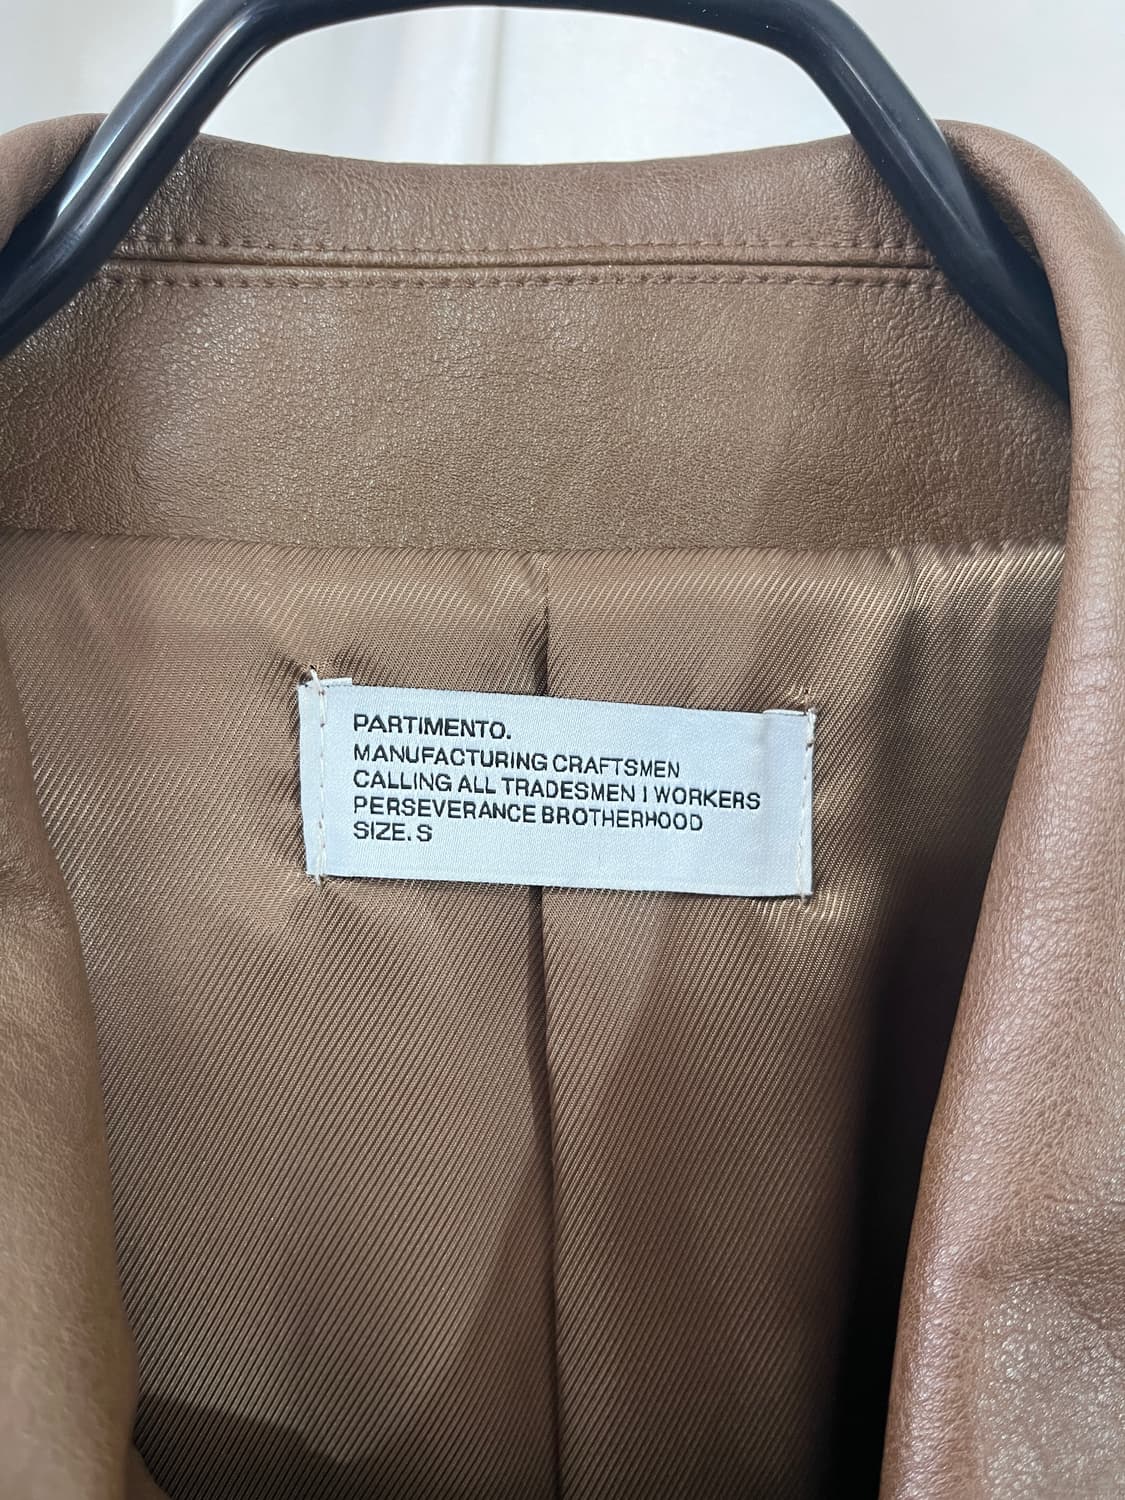 PARTIMENTO.
MANUFACTURING CRAFTSMEN
CALLING ALL TRADESMEN | WORKERS
PERSEVERANCE BROTHERHOOD
SIZE. S